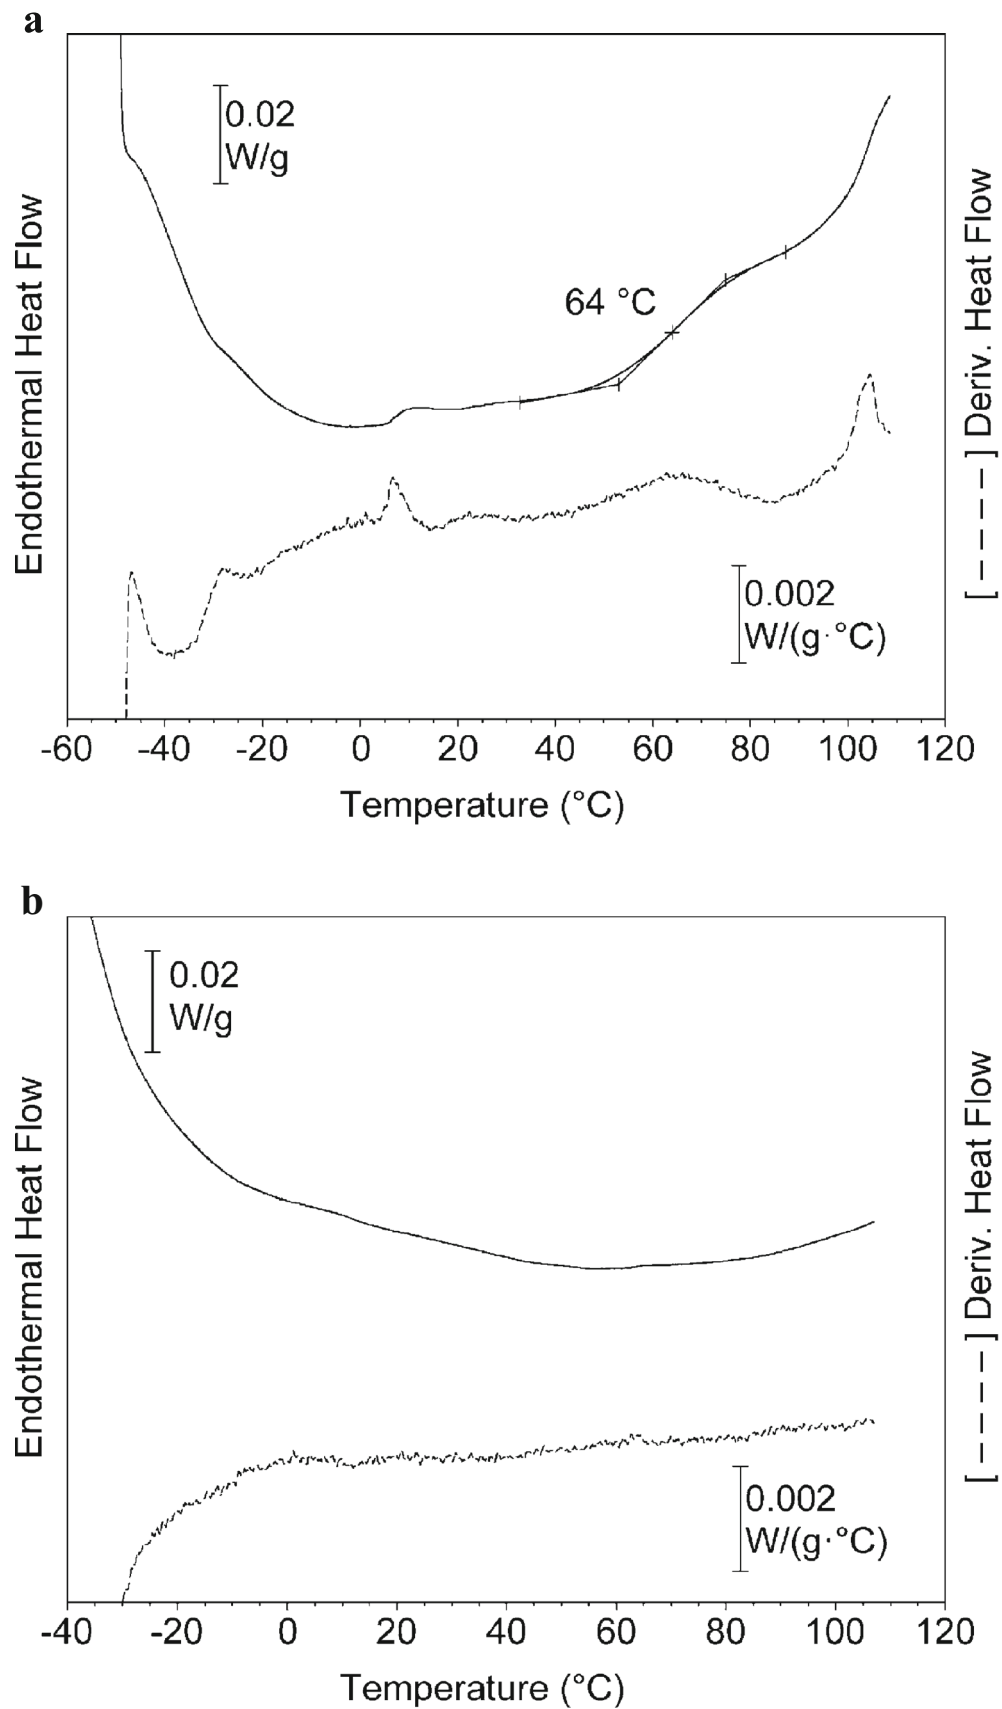 a
0.02
W/g
64 °C
Endothermal Heat Flow
[– – – –] Deriv. Heat Flow
0.002
W/(g·°C)
-60 -40 -20 0 20 40 60 80 100 120
Temperature (°C)
b
0.02
W/g
Endothermal Heat Flow
[– – – –] Deriv. Heat Flow
0.002
W/(g·°C)
-40 -20 0 20 40 60 80 100 120
Temperature (°C)